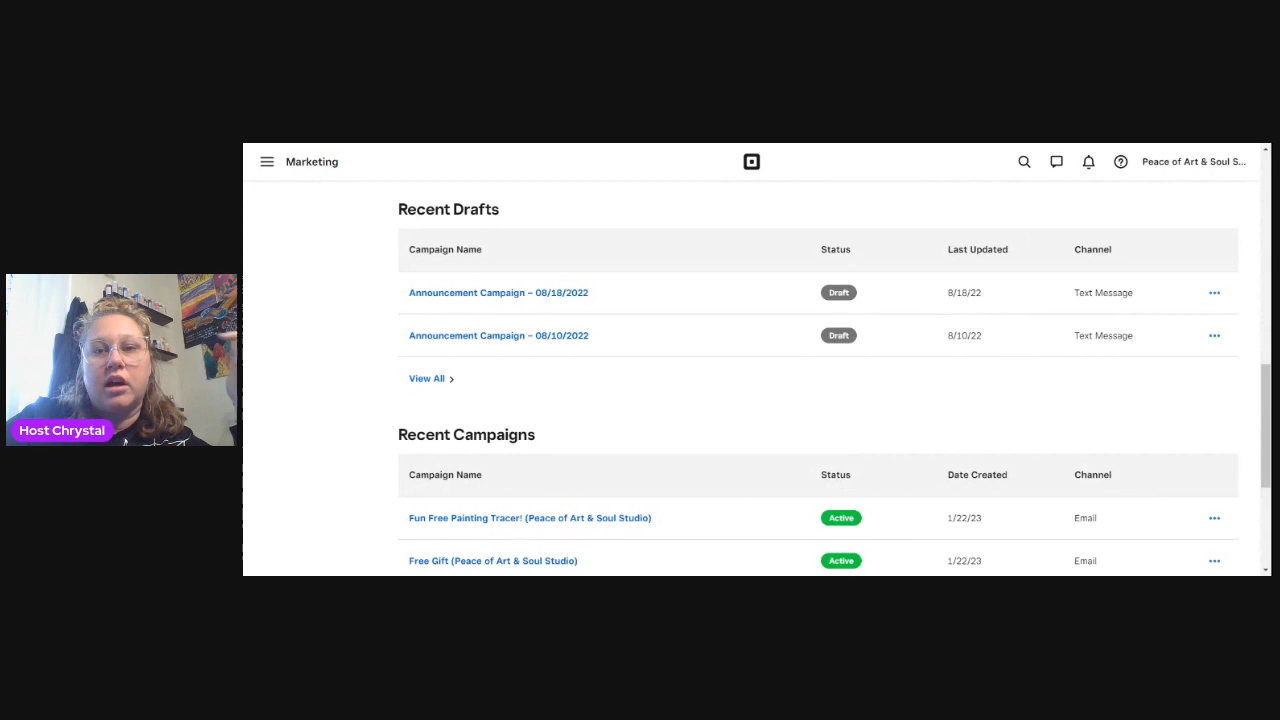 Marketing
Peace of Art & Soul S...
Recent Drafts
Campaign Name Status Last Updated Channel
Announcement Campaign – 08/18/2022 Draft 8/18/22 Text Message
Announcement Campaign – 08/10/2022 Draft 8/10/22 Text Message
View All
Recent Campaigns
Campaign Name Status Date Created Channel
Fun Free Painting Tracer! (Peace of Art & Soul Studio) Active 1/22/23 Email
Free Gift (Peace of Art & Soul Studio) Active 1/22/23 Email
Host Chrystal